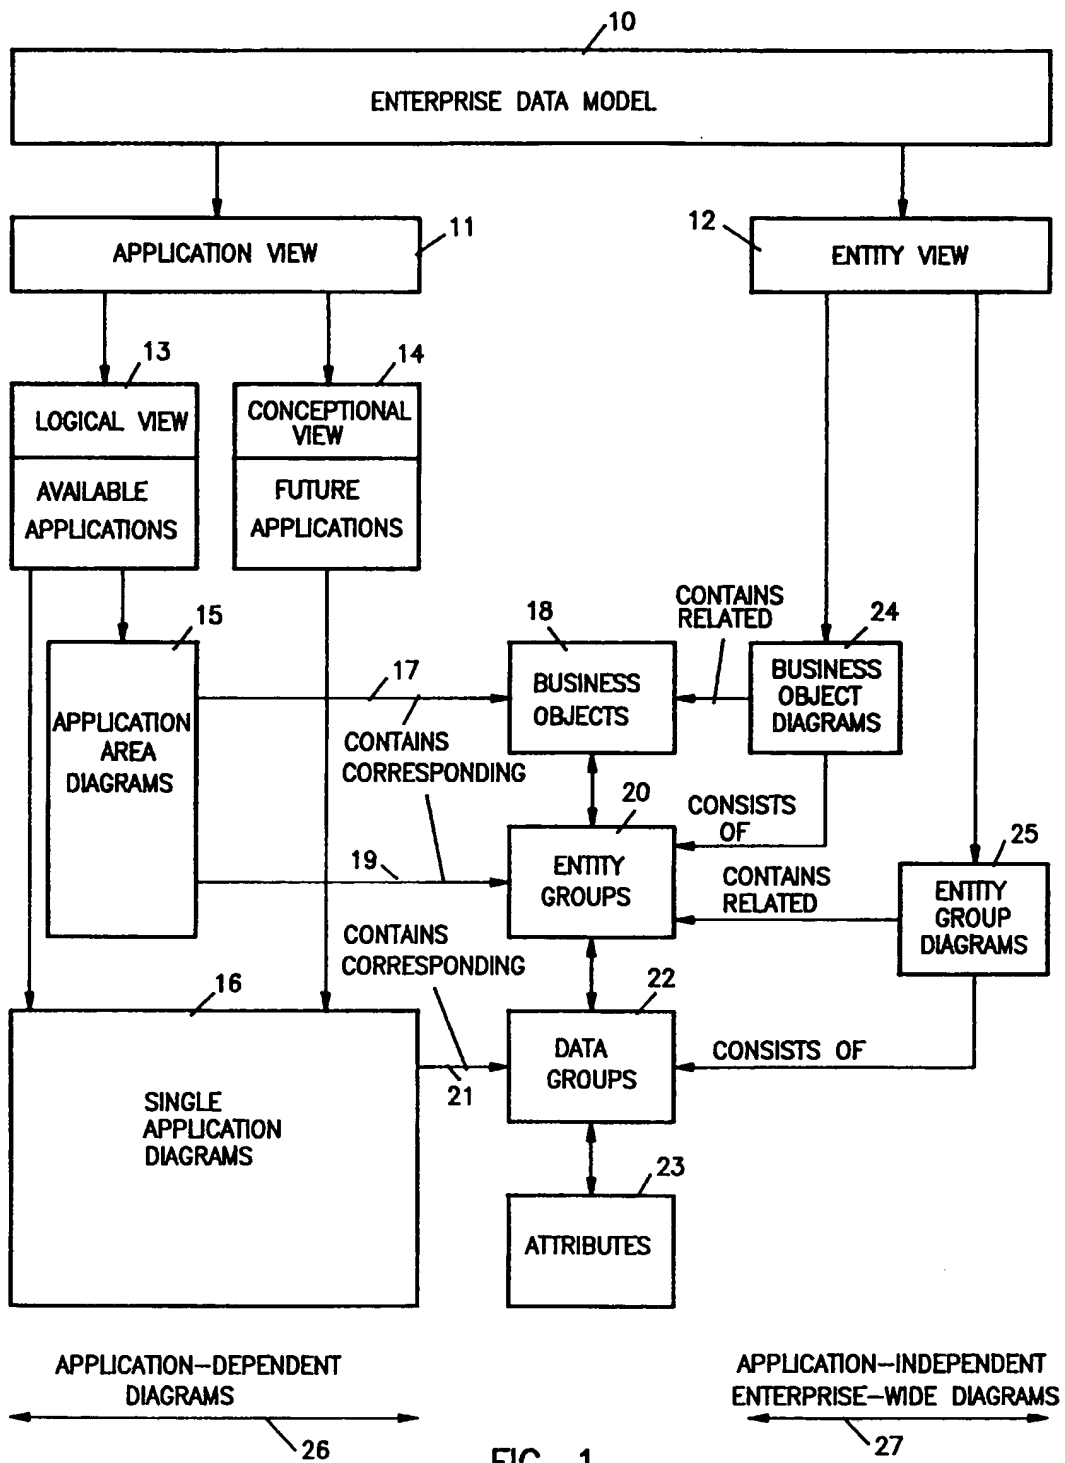 10
ENTERPRISE DATA MODEL
11
12
APPLICATION VIEW
ENTITY VIEW
13
14
LOGICAL VIEW
CONCEPTIONAL
VIEW
AVAILABLE
APPLICATIONS
FUTURE
APPLICATIONS
15
18
CONTAINS
RELATED
24
17
BUSINESS
OBJECTS
BUSINESS
OBJECT
DIAGRAMS
APPLICATION
AREA
DIAGRAMS
CONTAINS
CORRESPONDING
20
CONSISTS
OF
25
19
ENTITY
GROUPS
CONTAINS
RELATED
ENTITY
GROUP
DIAGRAMS
CONTAINS
CORRESPONDING
16
22
DATA
GROUPS
CONSISTS OF
21
SINGLE
APPLICATION
DIAGRAMS
23
ATTRIBUTES
APPLICATION-DEPENDENT
DIAGRAMS
26
APPLICATION-INDEPENDENT
ENTERPRISE-WIDE DIAGRAMS
27
FIG. 1